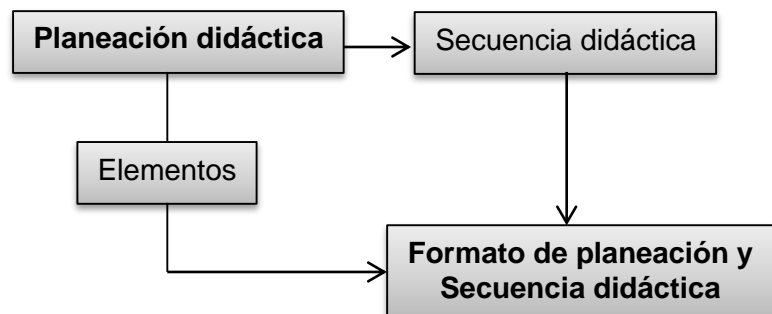 Planeación didáctica
Secuencia didáctica
Elementos
Formato de planeación y
Secuencia didáctica